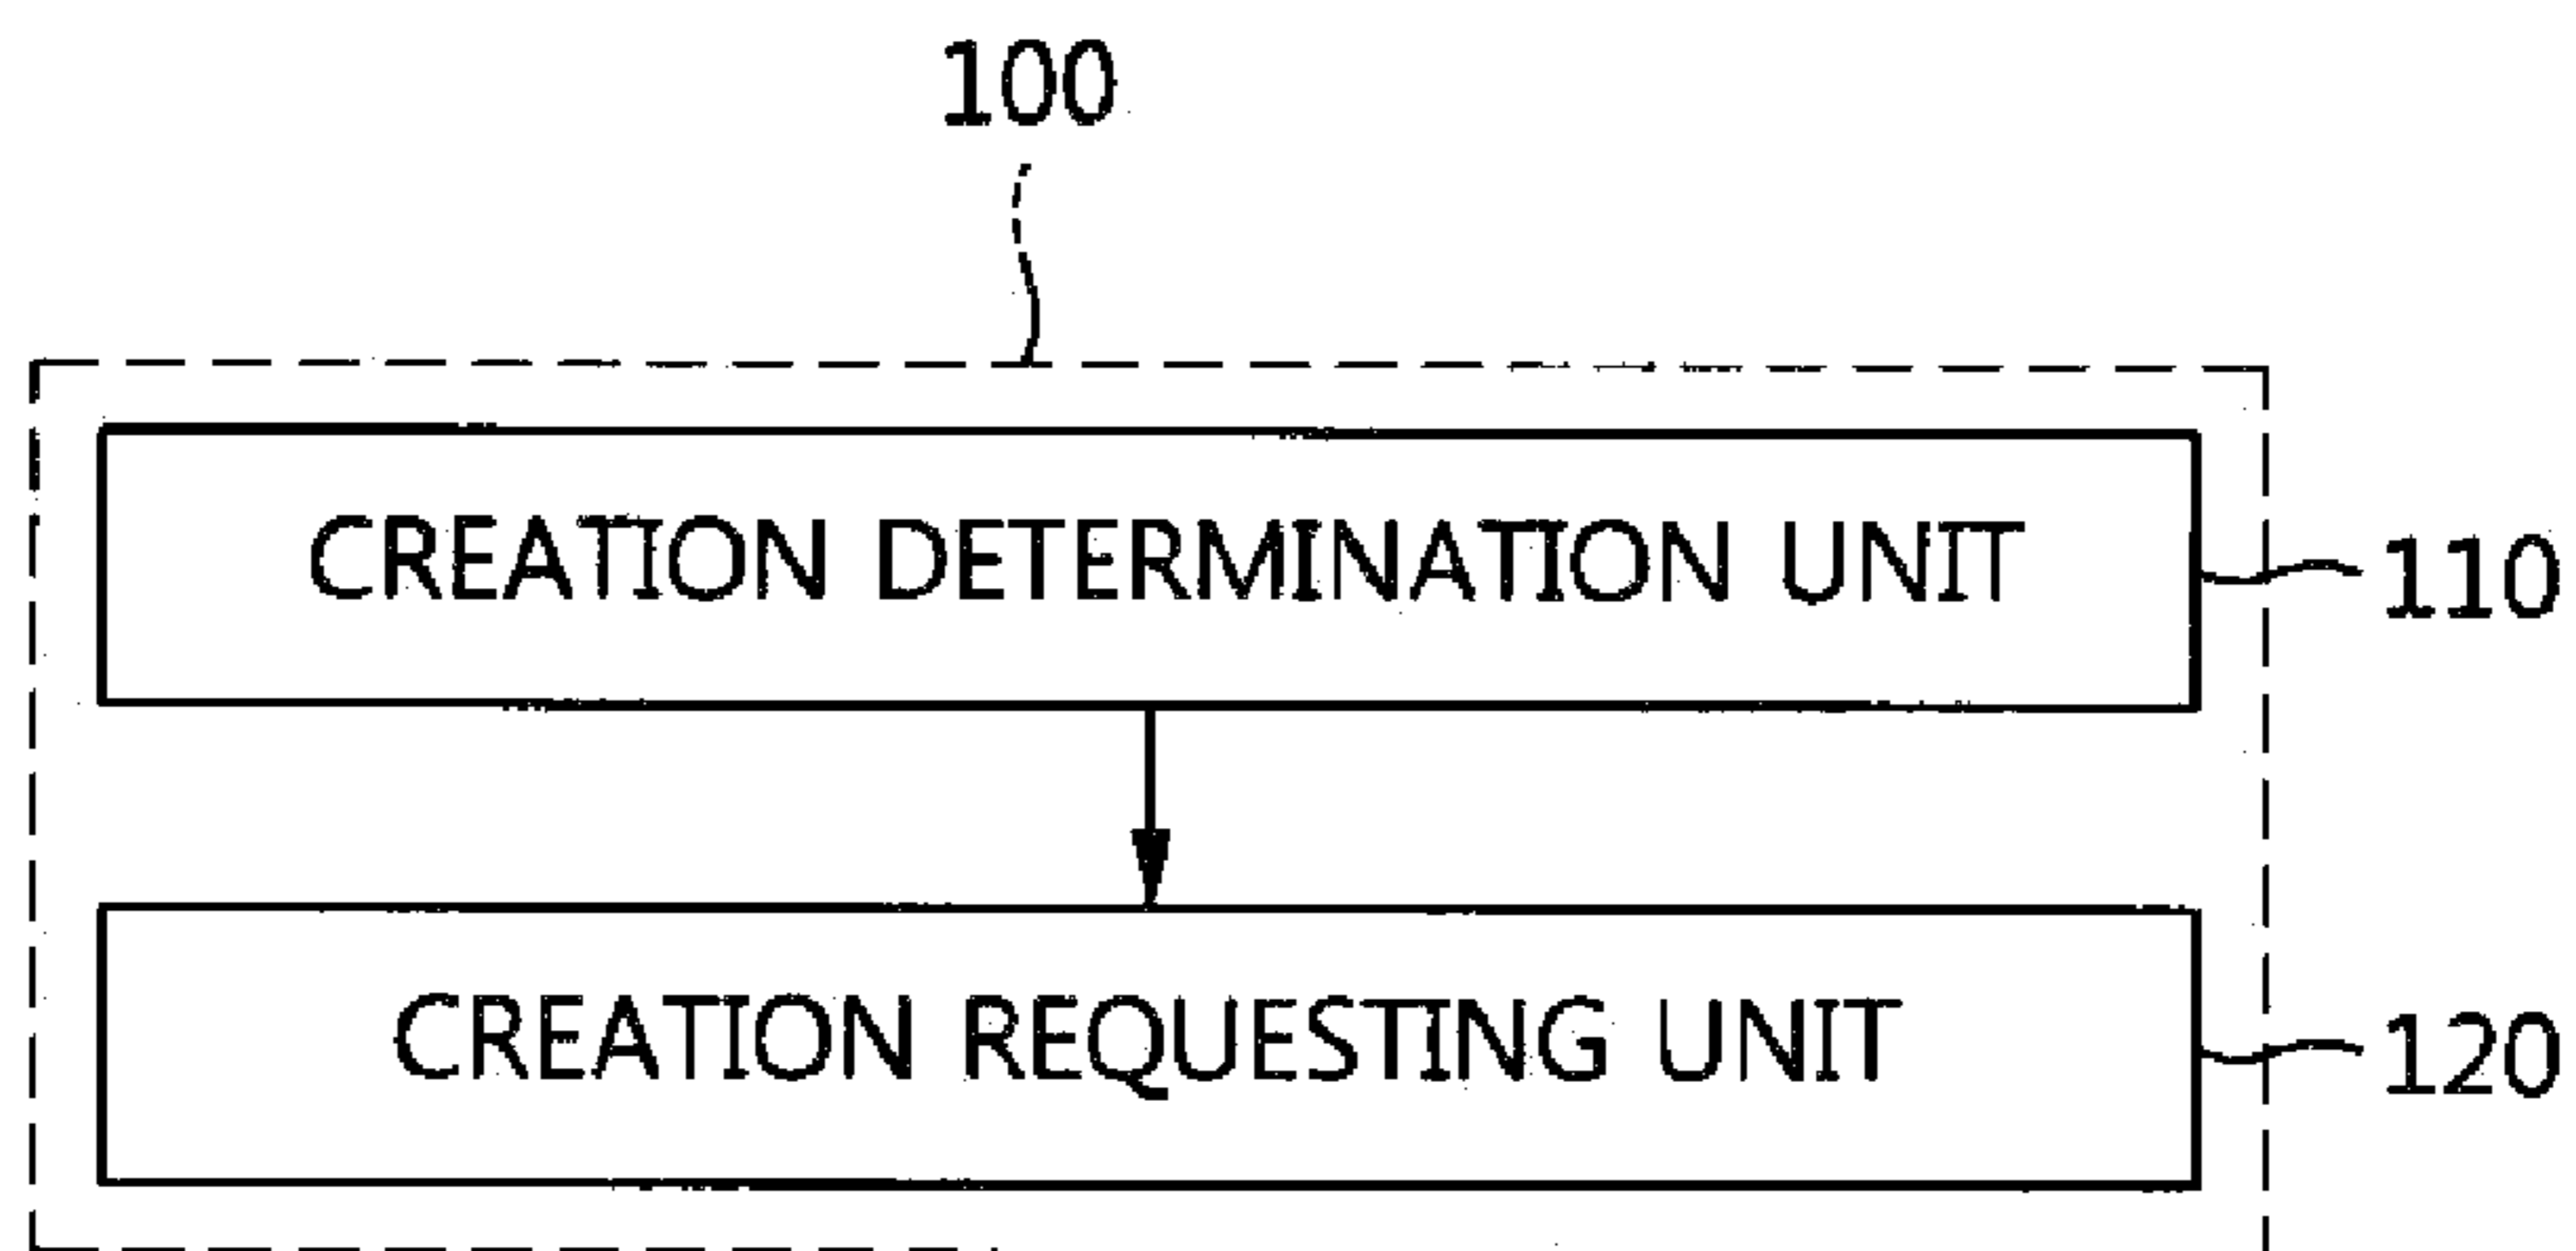 100
CREATION DETERMINATION UNIT
110
CREATION REQUESTING UNIT
120